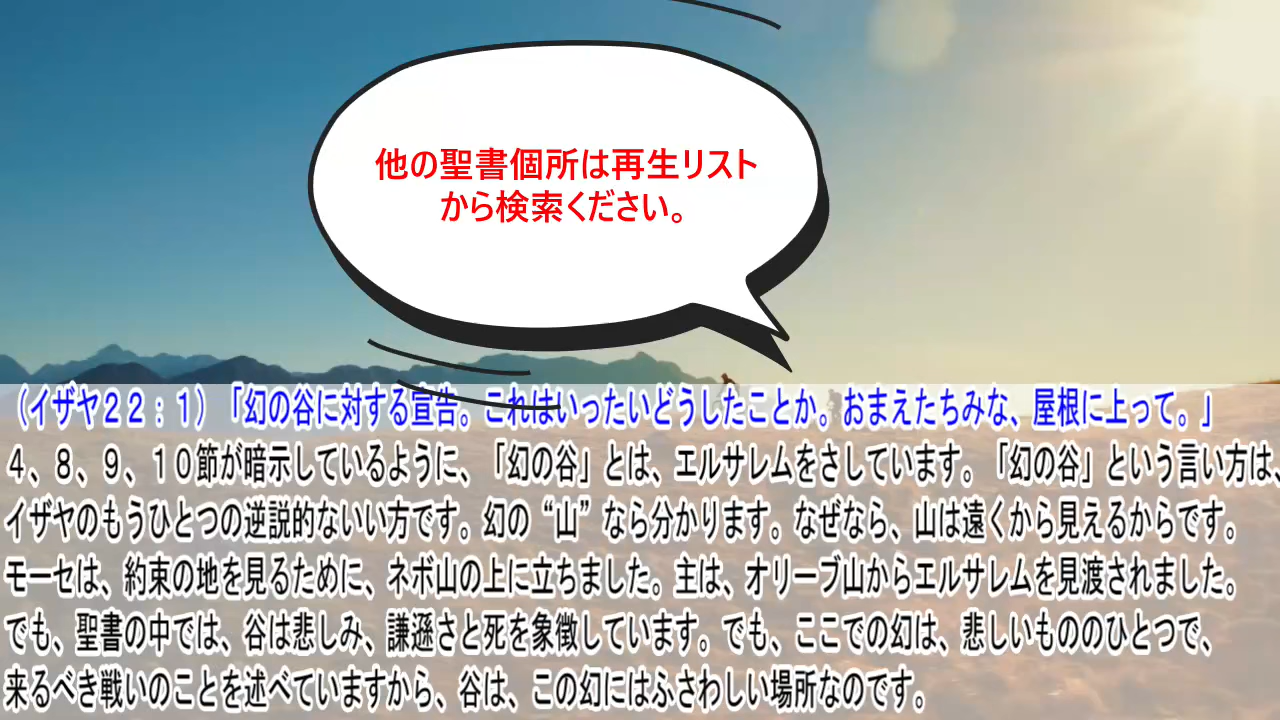 他の聖書個所は再生リスト
から検索ください。
（イザヤ２２：１）「幻の谷に対する宣告。これはいったいどうしたことか。おまえたちみな、屋根に上って。」
４、８、９、１０節が暗示しているように、「幻の谷」とは、エルサレムをさしています。「幻の谷」という言い方は、
イザヤのもうひとつの逆説的ないい方です。幻の“山”なら分かります。なぜなら、山は遠くから見えるからです。
モーセは、約束の地を見るために、ネボ山の上に立ちました。主は、オリーブ山からエルサレムを見渡されました。
でも、聖書の中では、谷は悲しみ、謙遜さと死を象徴しています。でも、ここでの幻は、悲しいもののひとつで、
来るべき戦いのことを述べていますから、谷は、この幻にはふさわしい場所なのです。